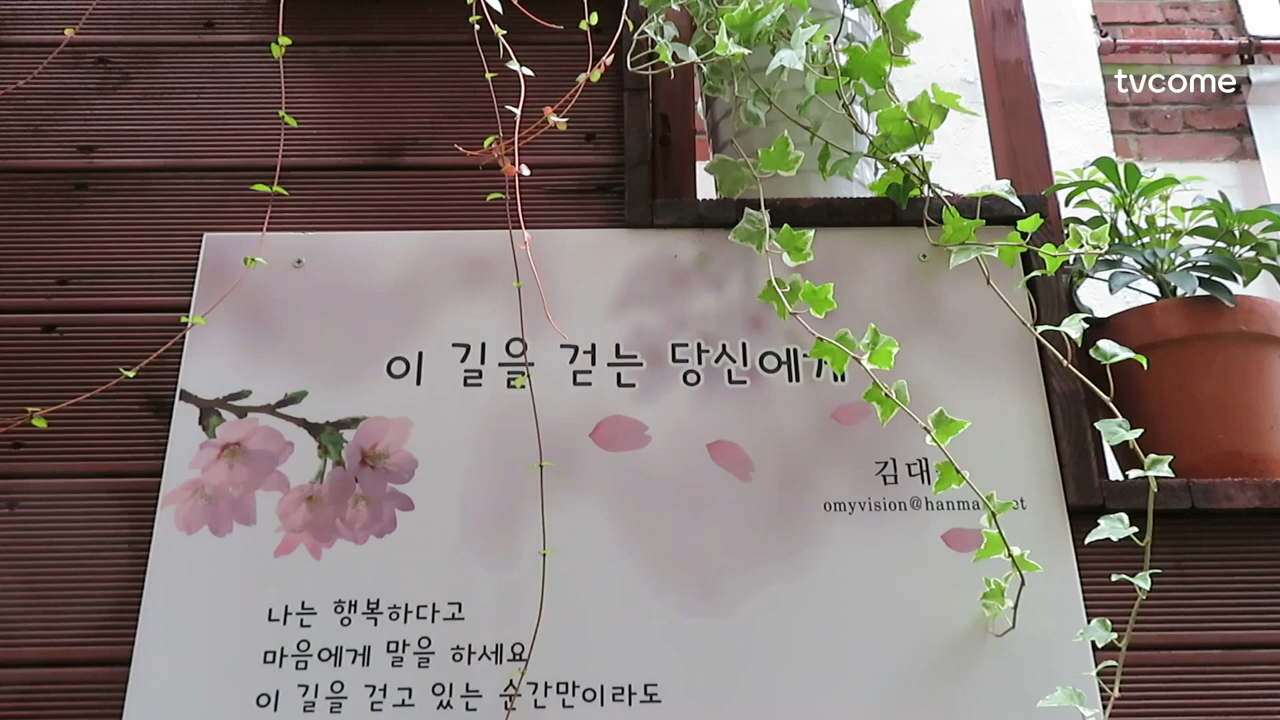 tvcome
이 길을 걷는 당신에게
김대
나는 행복하다고
마음에게 말을 하세요
이 길을 걷고 있는 순간만이라도